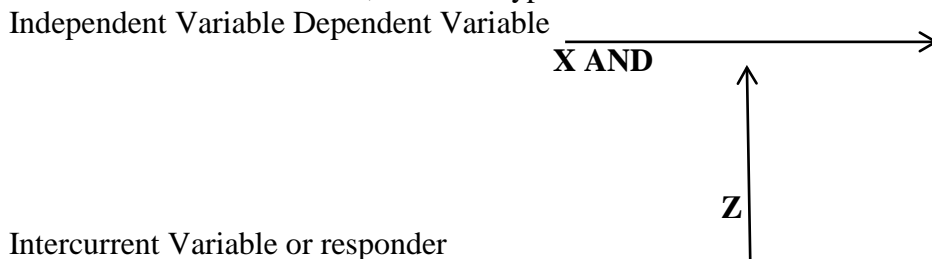 Independent Variable Dependent Variable
X AND
Z
Intercurrent Variable or responder